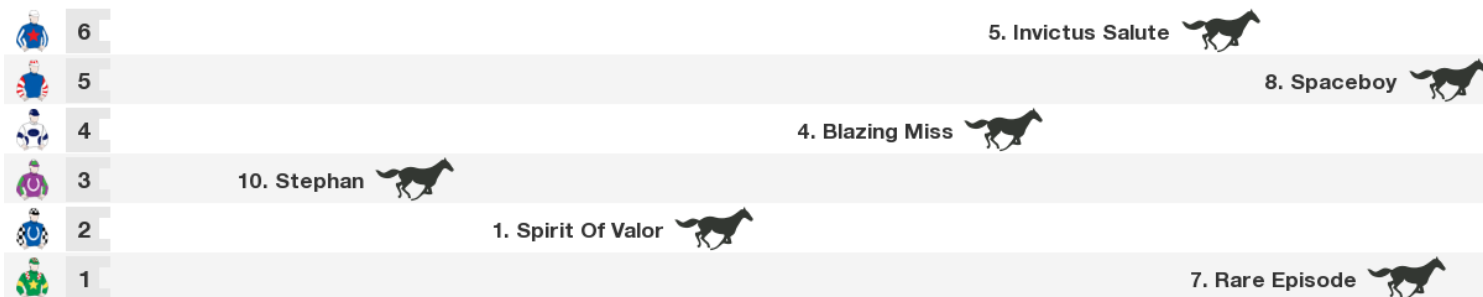 6 5. Invictus Salute
5 8. Spaceboy
4 4. Blazing Miss
3 10. Stephan
2 1. Spirit Of Valor
1 7. Rare Episode